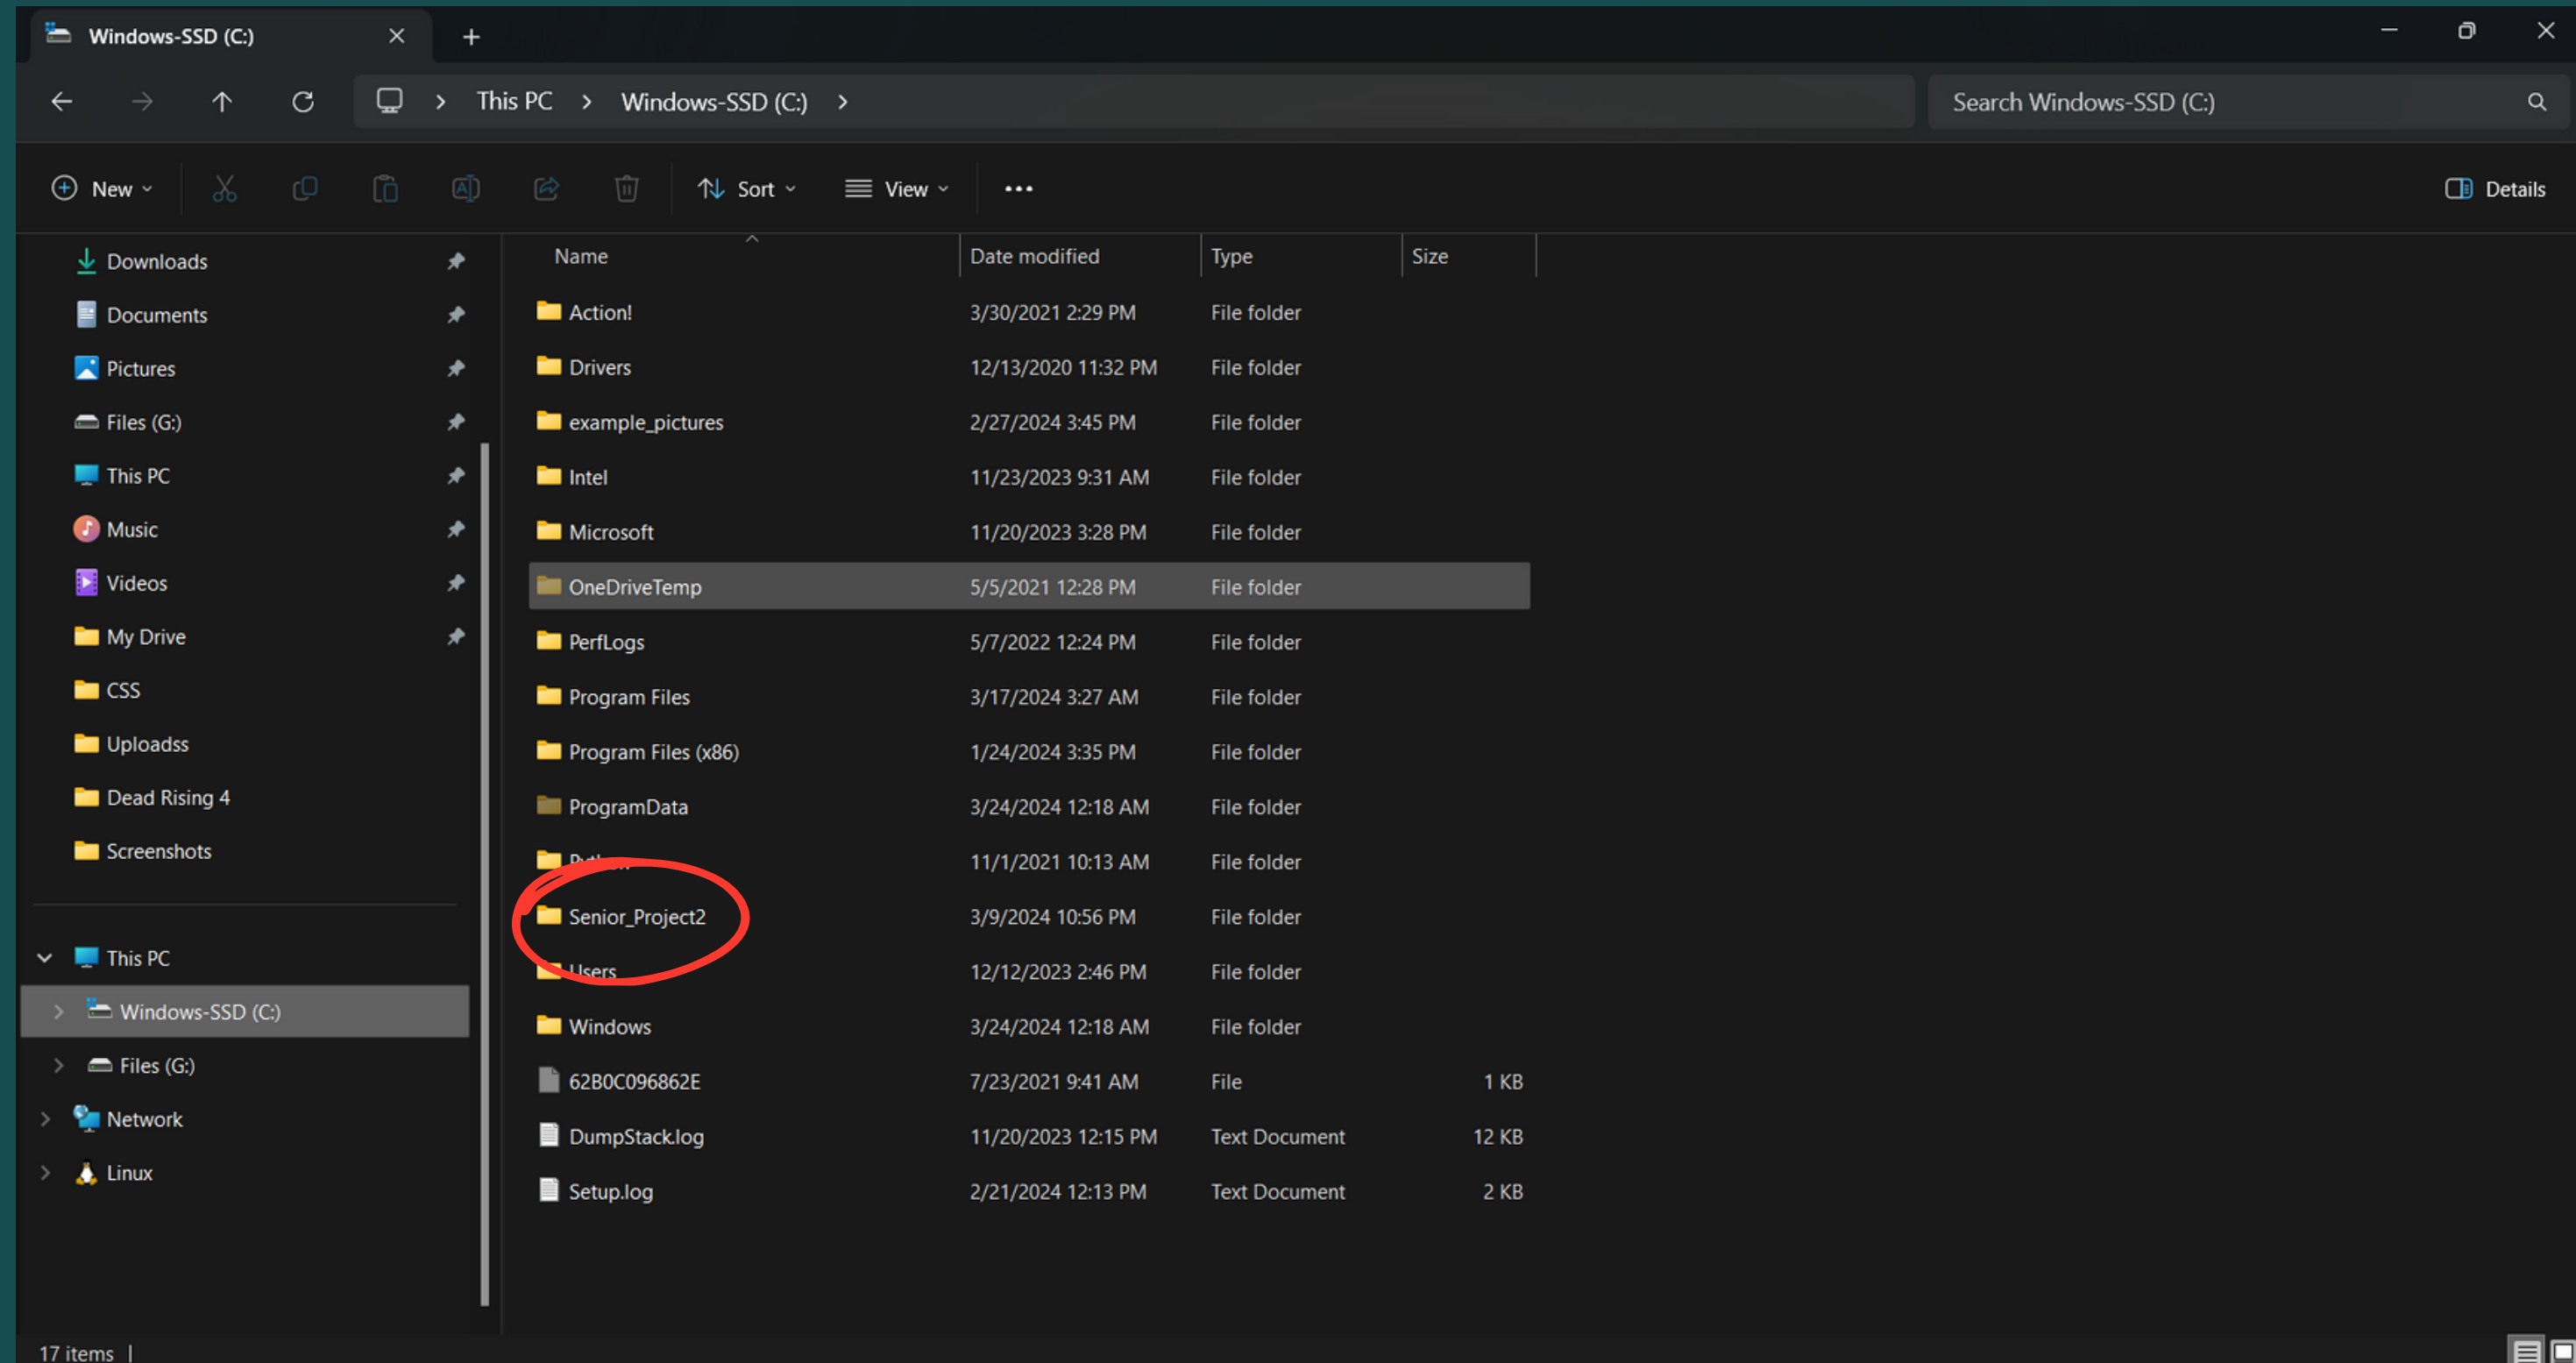 Windows-SSD (C:)
This PC > Windows-SSD (C:) >
Search Windows-SSD (C:)
New
Sort
View
Details
Downloads
Documents
Pictures
Files (G:)
This PC
Music
Videos
My Drive
CSS
Uploadss
Dead Rising 4
Screenshots
This PC
Windows-SSD (C:)
Files (G:)
Network
Linux
Name Date modified Type Size
Action! 3/30/2021 2:29 PM File folder
Drivers 12/13/2020 11:32 PM File folder
example_pictures 2/27/2024 3:45 PM File folder
Intel 11/23/2023 9:31 AM File folder
Microsoft 11/20/2023 3:28 PM File folder
OneDriveTemp 5/5/2021 12:28 PM File folder
PerfLogs 5/7/2022 12:24 PM File folder
Program Files 3/17/2024 3:27 AM File folder
Program Files (x86) 1/24/2024 3:35 PM File folder
ProgramData 3/24/2024 12:18 AM File folder
Python 11/1/2021 10:13 AM File folder
Senior_Project2 3/9/2024 10:56 PM File folder
Users 12/12/2023 2:46 PM File folder
Windows 3/24/2024 12:18 AM File folder
62B0C096862E 7/23/2021 9:41 AM File 1 KB
DumpStack.log 11/20/2023 12:15 PM Text Document 12 KB
Setup.log 2/21/2024 12:13 PM Text Document 2 KB
17 items